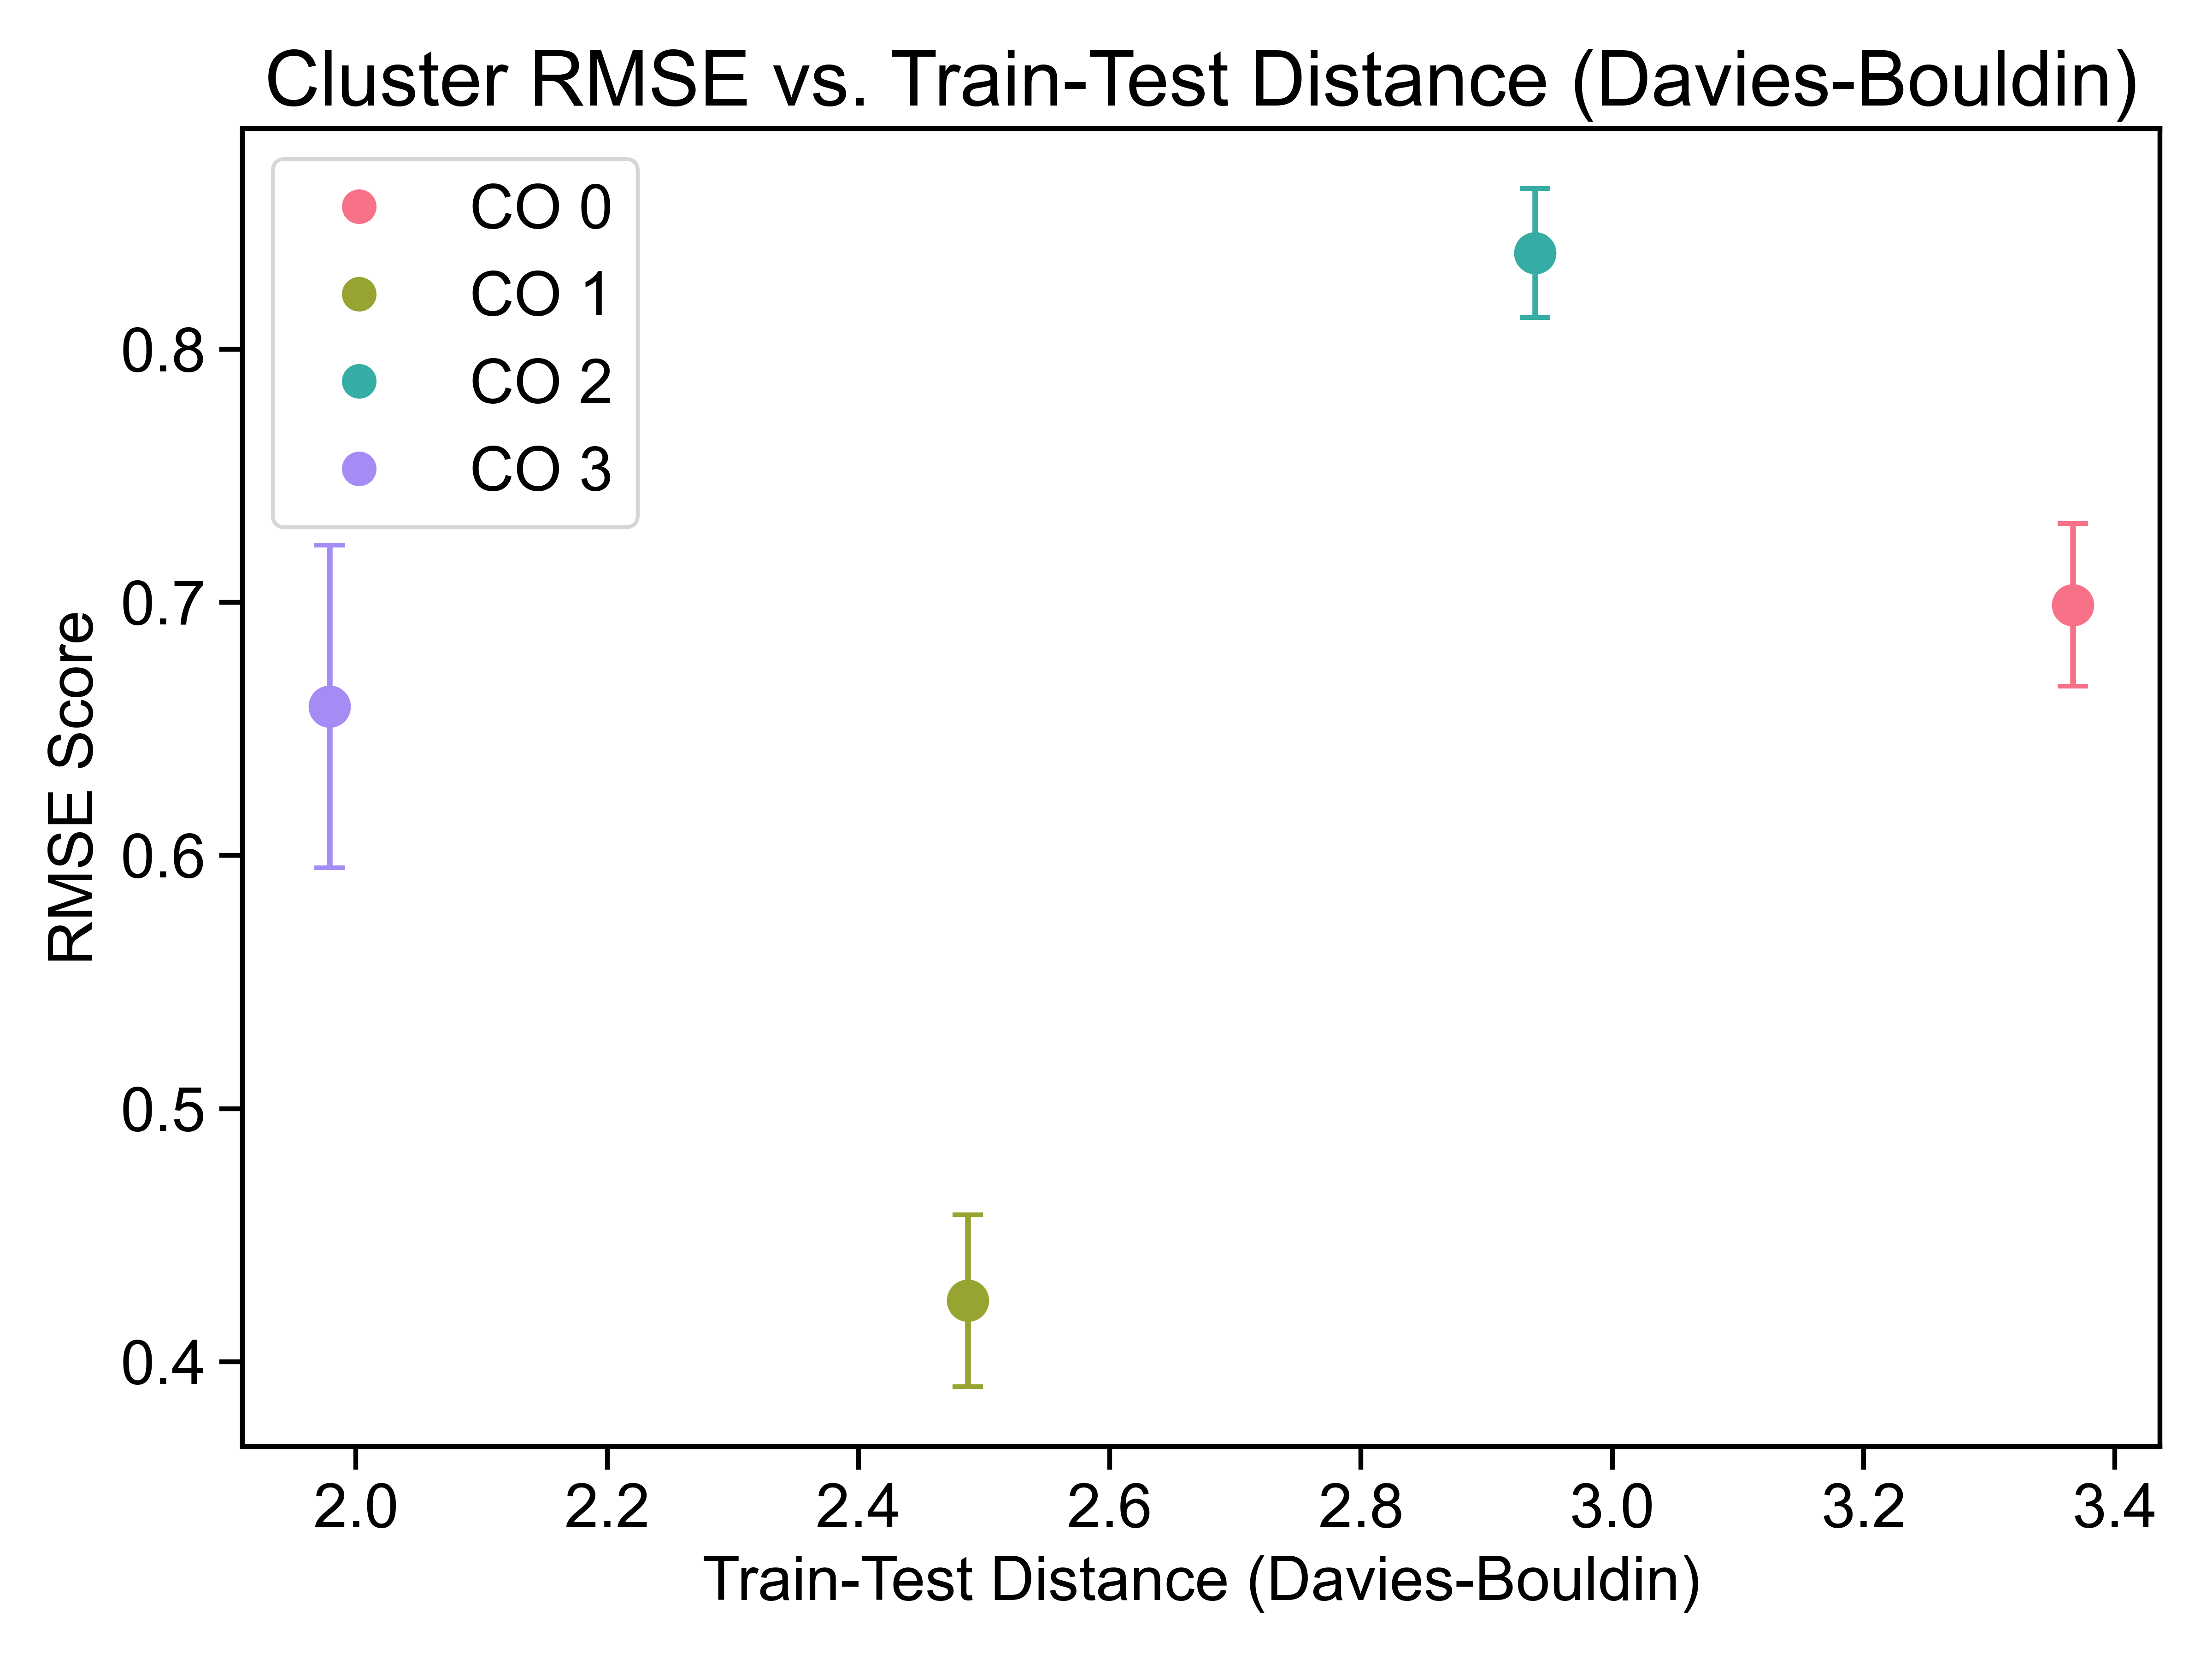 Cluster RMSE vs. Train-Test Distance (Davies-Bouldin)
CO 0
CO 1
CO 2
CO 3
0.8
0.7
0.6
0.5
0.4
RMSE Score
2.0 2.2 2.4 2.6 2.8 3.0 3.2 3.4
Train-Test Distance (Davies-Bouldin)